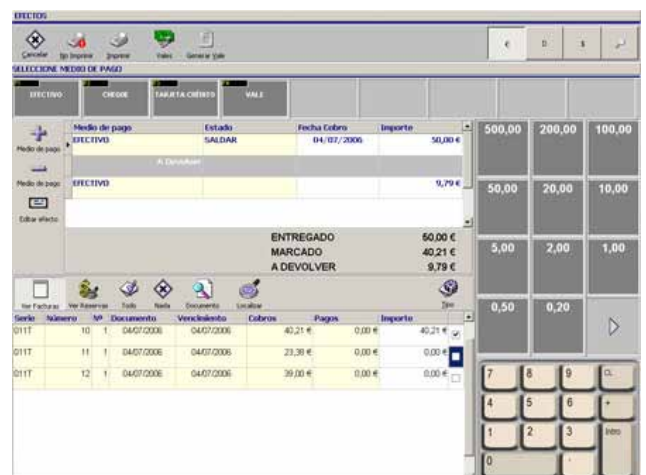 EFECTOS
Cancelar No Imprime Imprime Vales Generar Vale € D $
SELECCIONE MEDIO DE PAGO
EFECTIVO CHEQUE TARJETA CRÉDITO VALE
Medio de pago Estado Fecha Cobro Importe
Medio de pago EFECTIVO SALDAR 04/07/2006 50,00 €
A Devolver
Medio de pago EFECTIVO 9,79 €
Editar efecto
ENTREGADO 50,00 €
MARCADO 40,21 €
A DEVOLVER 9,79 €
500,00 200,00 100,00
50,00 20,00 10,00
5,00 2,00 1,00
0,50 0,20
Ver Facturas Ver Reservas Todo Nada Documento Localizar Tipo
Serie Número Nº Documento Vencimiento Cobros Pagos Importe
011T 10 1 04/07/2006 04/07/2006 40,21 € 0,00 € 40,21 €
011T 11 1 04/07/2006 04/07/2006 23,38 € 0,00 € 0,00 €
011T 12 1 04/07/2006 04/07/2006 39,00 € 0,00 € 0,00 €
7 8 9 CL
4 5 6 +
1 2 3 Intro
0 .